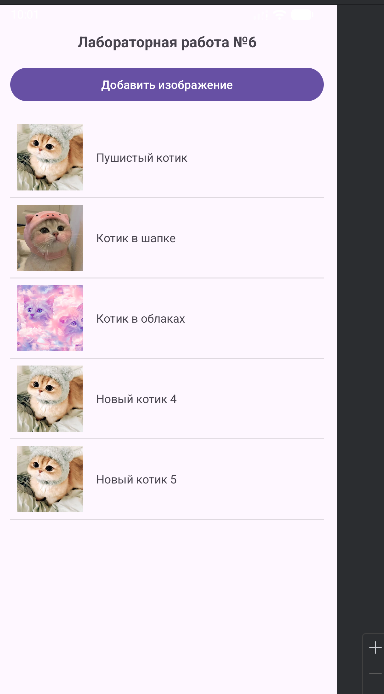 Лабораторная работа №6
Добавить изображение
Пушистый котик
Котик в шапке
Котик в облаках
Новый котик 4
Новый котик 5